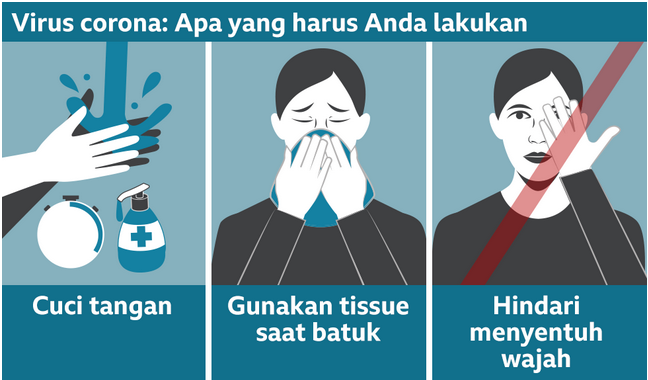 Virus corona: Apa yang harus Anda lakukan
Cuci tangan
Gunakan tissue
saat batuk
Hindari
menyentuh
wajah